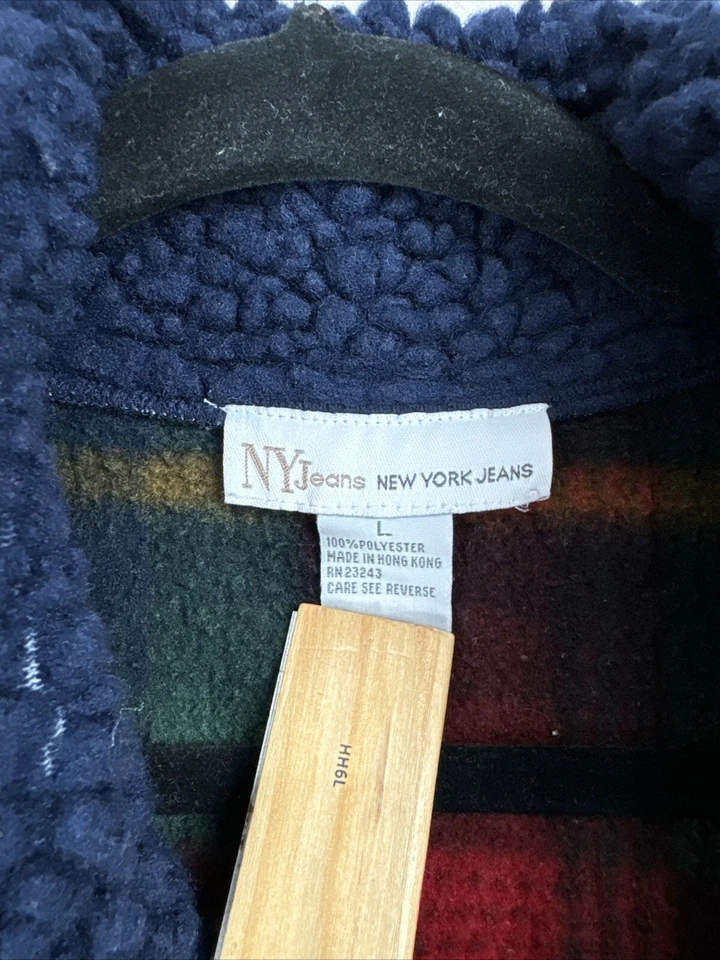 NYJeans NEW YORK JEANS
L
100%POLYESTER
MADE IN HONG KONG
RN 23243
CARE SEE REVERSE
HH6L